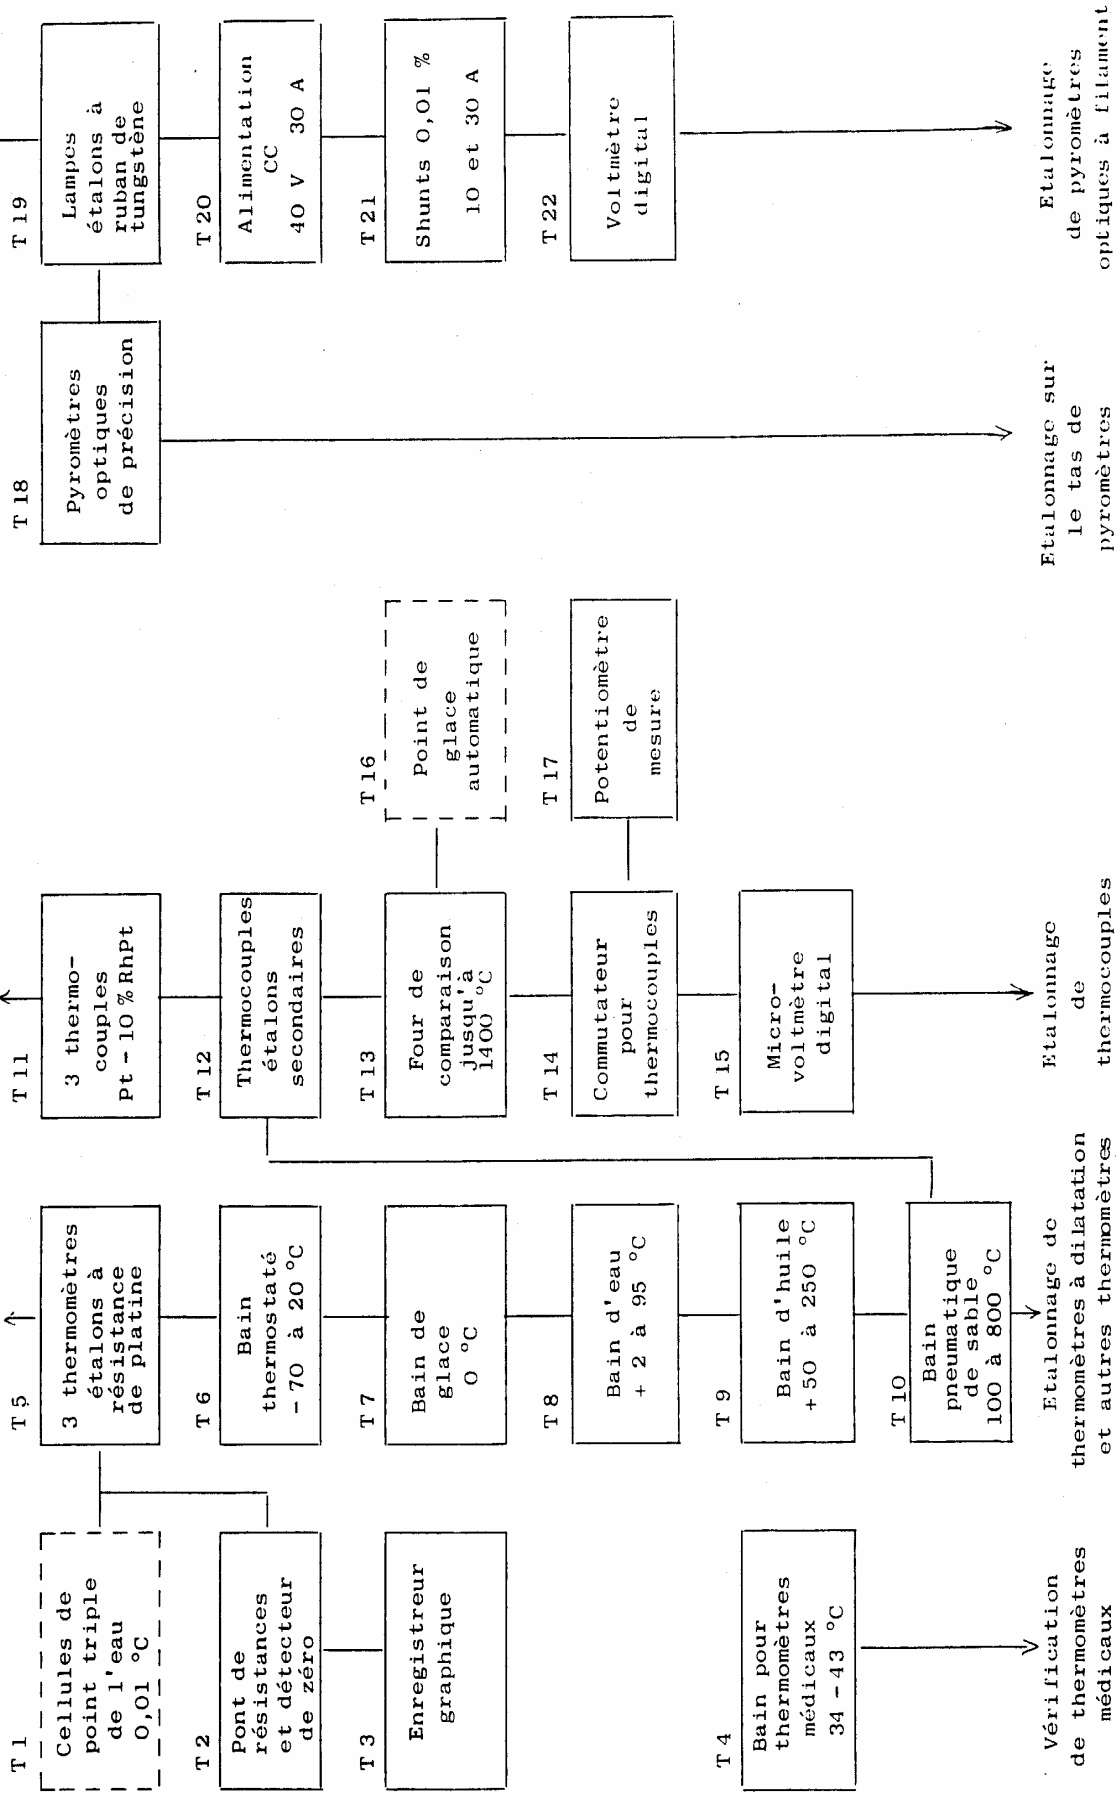 T 1
Cellules de
point triple
de l'eau
0,01 °C
T 2
Pont de
résistances
et détecteur
de zéro
T 3
Enregistreur
graphique
T 4
Bain pour
thermomètres
médicaux
34 – 43 °C
Vérification
de thermomètres
médicaux
T 5
3 thermomètres
étalons à
résistance
de platine
T 6
Bain
thermostaté
- 70 à 20 °C
T 7
Bain de
glace
0 °C
T 8
Bain d'eau
+ 2 à 95 °C
T 9
Bain d'huile
+ 50 à 250 °C
T 10
Bain
pneumatique
de sable
100 à 800 °C
Etalonnage de
thermomètres à dilatation
et autres thermomètres
T 11
3 thermo-
couples
Pt - 10 % RhPt
T 12
Thermocouples
étalons
secondaires
T 13
Four de
comparaison
jusqu'à
1400 °C
T 14
Commutateur
pour
thermocouples
T 15
Micro-
voltmètre
digital
Etalonnage
de
thermocouples
T 16
Point de
glace
automatique
T 17
Potentiomètre
de
mesure
T 18
Pyromètres
optiques
de précision
Etalonnage sur
le tas de
pyromètres
T 19
Lampes
étalons à
ruban de
tungstène
T 20
Alimentation
CC
40 V 30 A
T 21
Shunts 0,01 %
10 et 30 A
T 22
Voltmètre
digital
Etalonnage
de pyromètres
optiques à filament